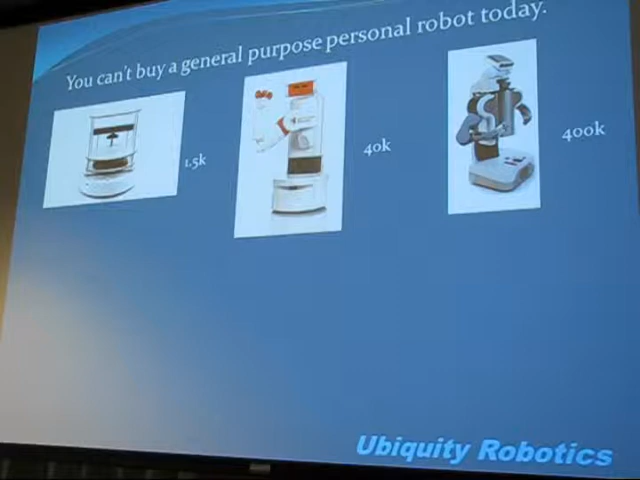 You can't buy a general purpose personal robot today.
1.5k
40k
400k
Ubiquity Robotics